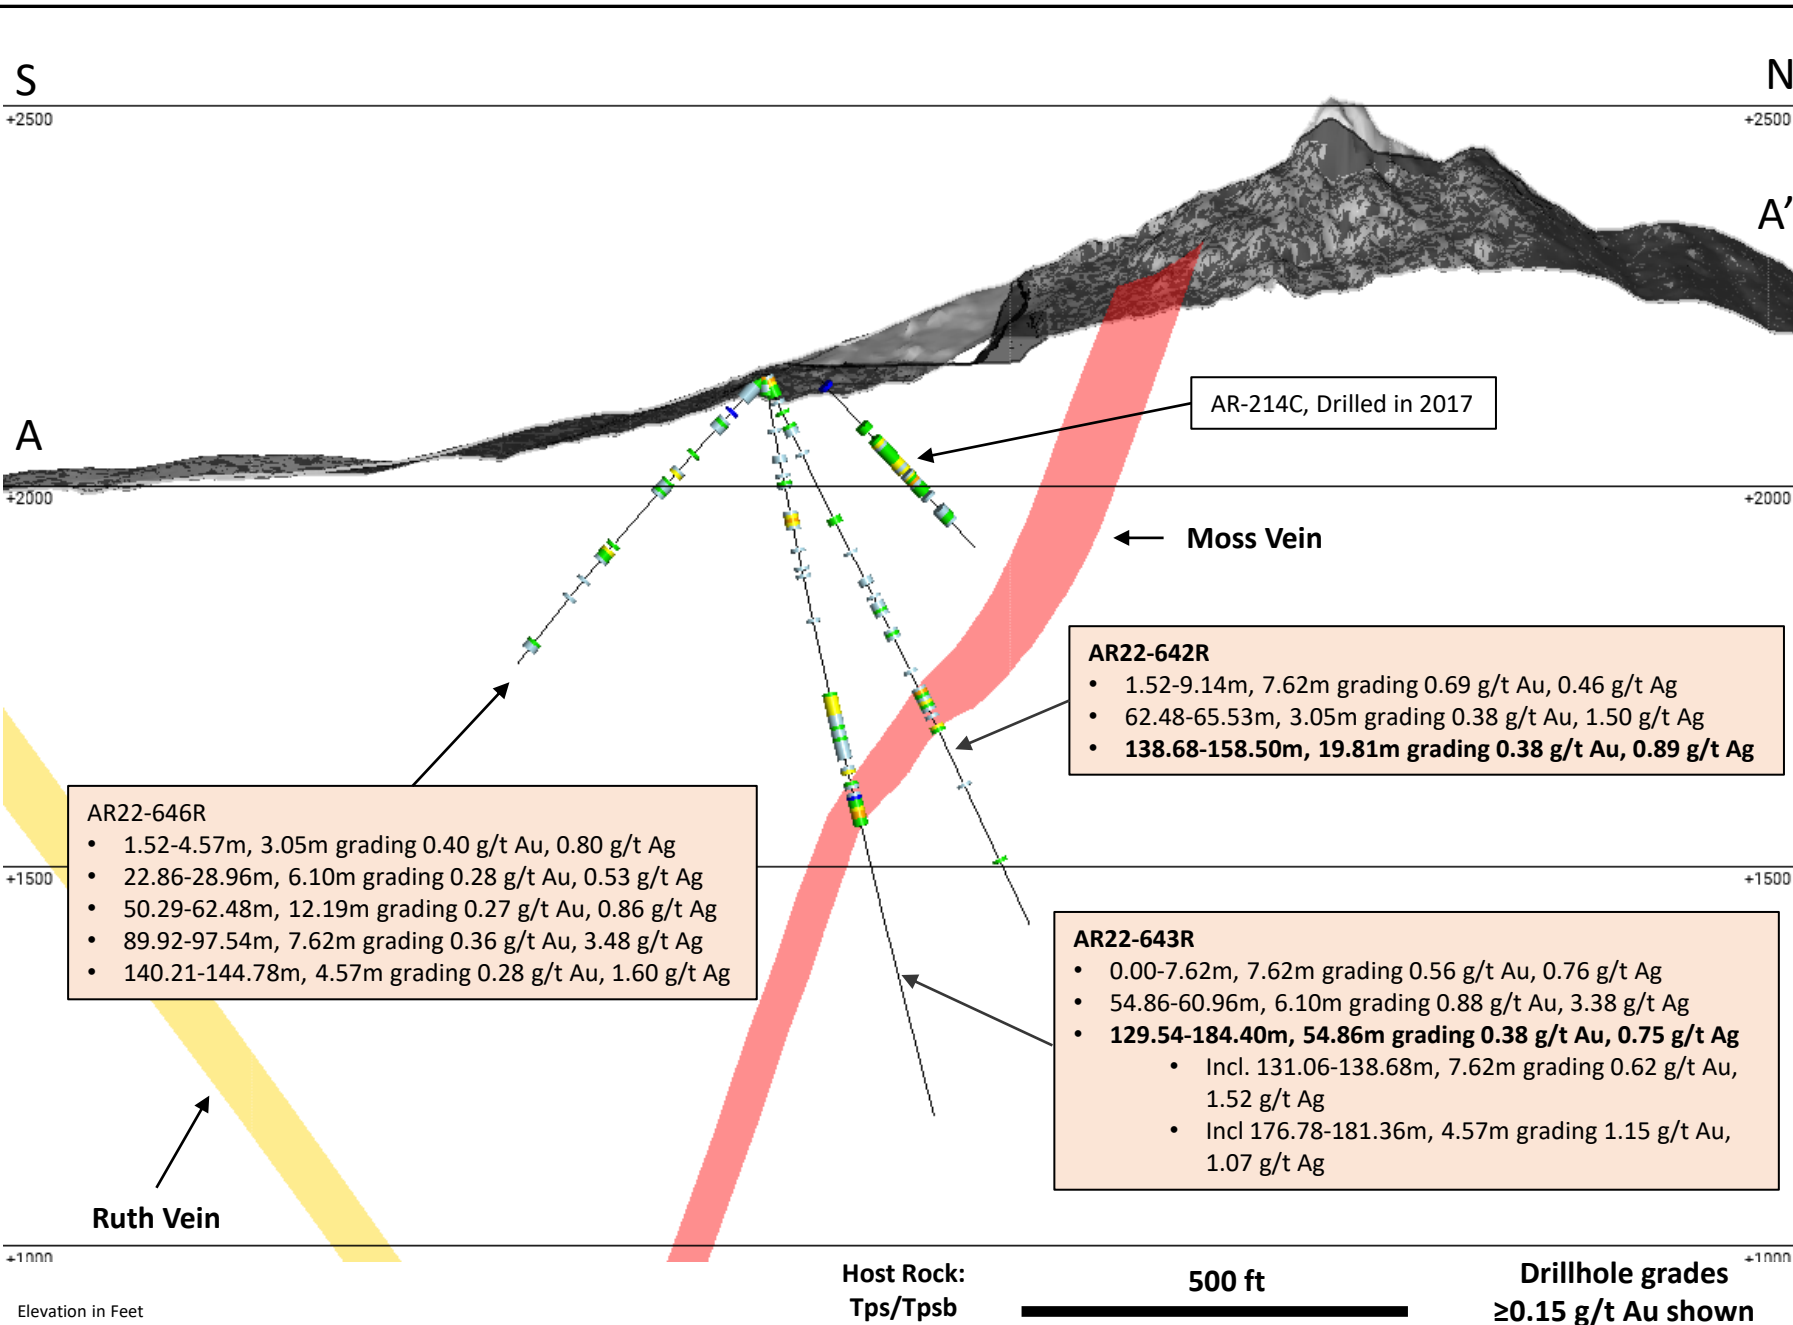 S
N
+2500
+2500
A'
AR-214C, Drilled in 2017
A
+2000
+2000
Moss Vein
AR22-642R
• 1.52-9.14m, 7.62m grading 0.69 g/t Au, 0.46 g/t Ag
• 62.48-65.53m, 3.05m grading 0.38 g/t Au, 1.50 g/t Ag
• 138.68-158.50m, 19.81m grading 0.38 g/t Au, 0.89 g/t Ag
AR22-646R
• 1.52-4.57m, 3.05m grading 0.40 g/t Au, 0.80 g/t Ag
• 22.86-28.96m, 6.10m grading 0.28 g/t Au, 0.53 g/t Ag
• 50.29-62.48m, 12.19m grading 0.27 g/t Au, 0.86 g/t Ag
• 89.92-97.54m, 7.62m grading 0.36 g/t Au, 3.48 g/t Ag
• 140.21-144.78m, 4.57m grading 0.28 g/t Au, 1.60 g/t Ag
+1500
+1500
AR22-643R
• 0.00-7.62m, 7.62m grading 0.56 g/t Au, 0.76 g/t Ag
• 54.86-60.96m, 6.10m grading 0.88 g/t Au, 3.38 g/t Ag
• 129.54-184.40m, 54.86m grading 0.38 g/t Au, 0.75 g/t Ag
• Incl. 131.06-138.68m, 7.62m grading 0.62 g/t Au,
1.52 g/t Ag
• Incl 176.78-181.36m, 4.57m grading 1.15 g/t Au,
1.07 g/t Ag
Ruth Vein
+1000
+1000
Host Rock:
Tps/Tpsb
500 ft
Drillhole grades
≥0.15 g/t Au shown
Elevation in Feet